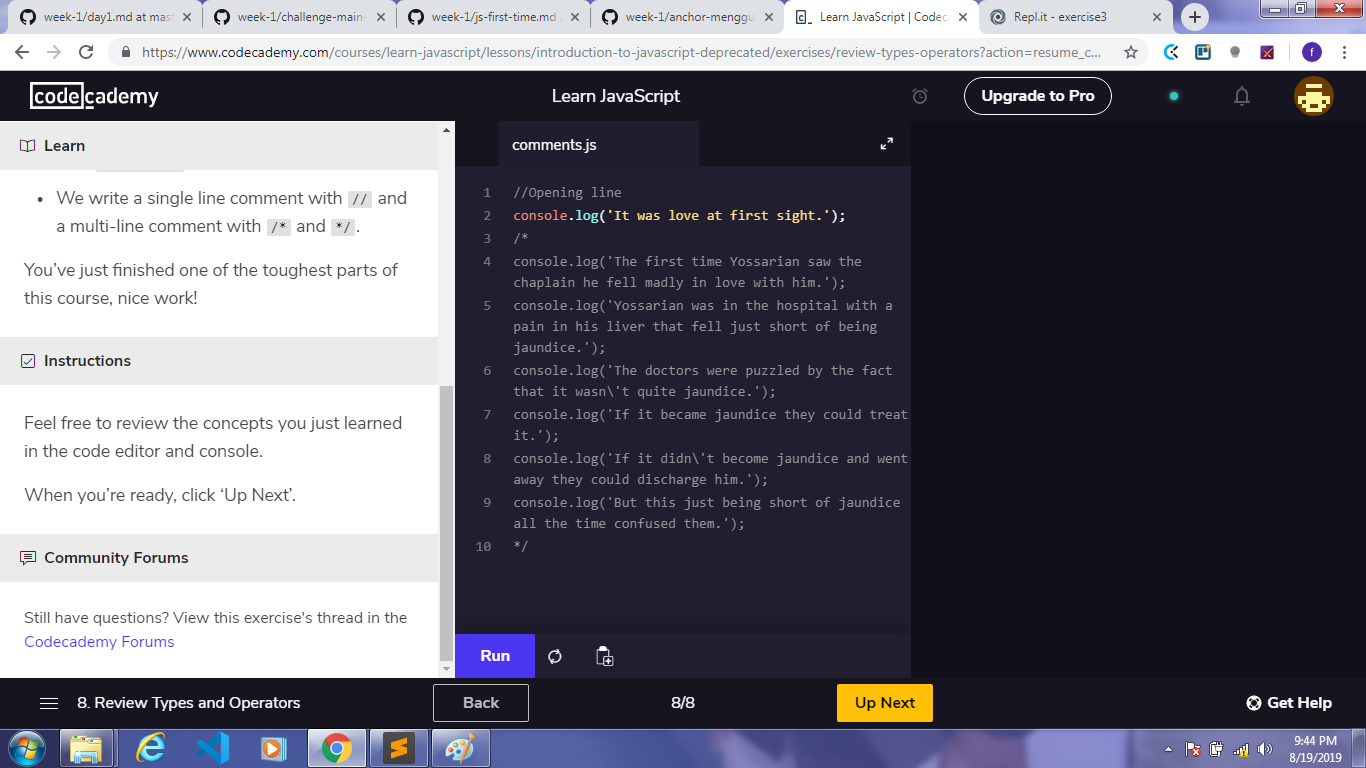 week-1/day1.md at mast
week-1/challenge-main-
week-1/js-first-time.md
week-1/anchor-menggu
Learn JavaScript | Codec
Repl.it - exercise3
https://www.codecademy.com/courses/learn-javascript/lessons/introduction-to-javascript-deprecated/exercises/review-types-operators?action=resume_c...
f
codecademy
Learn JavaScript
Upgrade to Pro
Learn
• We write a single line comment with // and
a multi-line comment with /* and */.
You’ve just finished one of the toughest parts of
this course, nice work!
Instructions
Feel free to review the concepts you just learned
in the code editor and console.
When you’re ready, click ‘Up Next’.
Community Forums
Still have questions? View this exercise's thread in the
Codecademy Forums
comments.js
1 //Opening line
2 console.log('It was love at first sight.');
3 /*
4 console.log('The first time Yossarian saw the
chaplain he fell madly in love with him.');
5 console.log('Yossarian was in the hospital with a
pain in his liver that fell just short of being
jaundice.');
6 console.log('The doctors were puzzled by the fact
that it wasn\'t quite jaundice.');
7 console.log('If it became jaundice they could treat
it.');
8 console.log('If it didn\'t become jaundice and went
away they could discharge him.');
9 console.log('But this just being short of jaundice
all the time confused them.');
10 */
Run
8. Review Types and Operators
Back
8/8
Up Next
Get Help
9:44 PM
8/19/2019